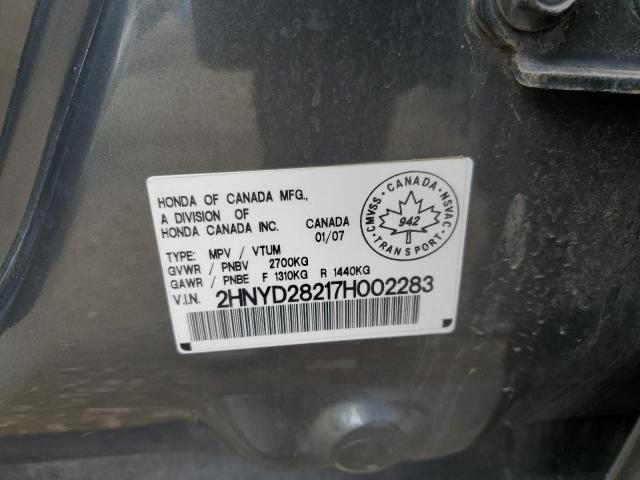 HONDA OF CANADA MFG.,
A DIVISION OF
HONDA CANADA INC. CANADA
01/07
TYPE: MPV / VTUM
GVWR / PNBV 2700KG
GAWR / PNBE F 1310KG R 1440KG
V.I.N. 2HNYD28217H002283
CMVSS · CANADA · NSVAC
942
TRANSPORT